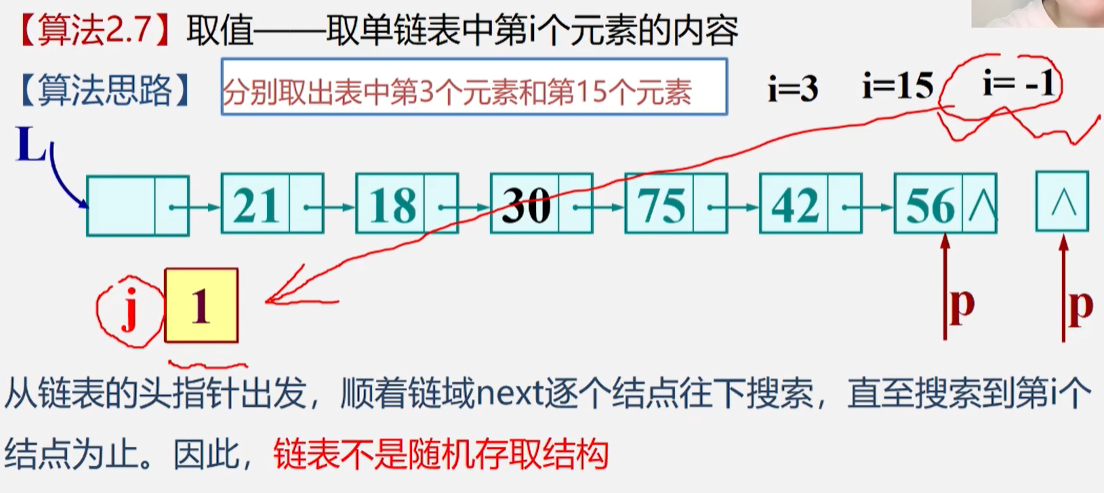 【算法2.7】取值——取单链表中第i个元素的内容
【算法思路】 分别取出表中第3个元素和第15个元素 i=3 i=15 i= -1
L
21 18 30 75 42 56 ∧ ∧
j 1 p p
从链表的头指针出发，顺着链域next逐个结点往下搜索，直至搜索到第i个
结点为止。因此，链表不是随机存取结构